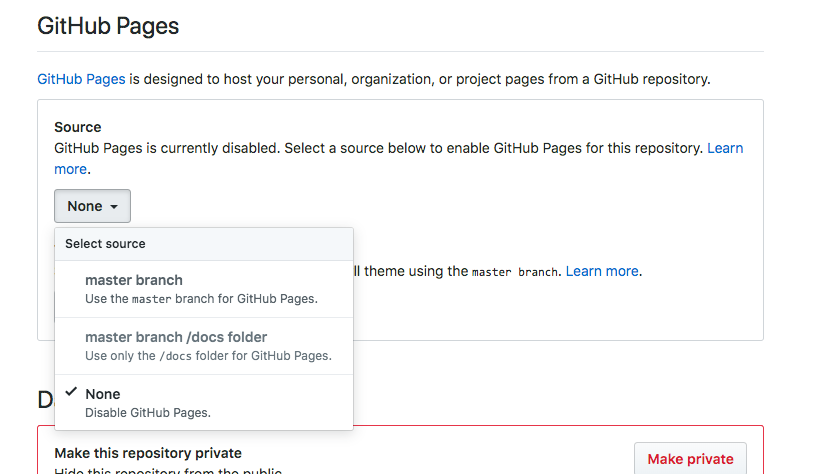 GitHub Pages
GitHub Pages is designed to host your personal, organization, or project pages from a GitHub repository.
Source
GitHub Pages is currently disabled. Select a source below to enable GitHub Pages for this repository. Learn
more.
None
Select source
master branch
Use the master branch for GitHub Pages.
ll theme using the master branch. Learn more.
master branch /docs folder
Use only the /docs folder for GitHub Pages.
None
Disable GitHub Pages.
D
Make this repository private
Hide this repository from the public.
Make private